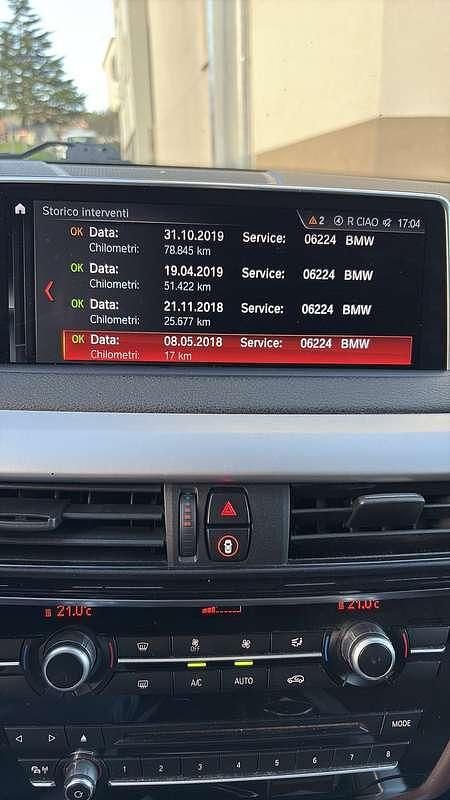 Storico interventi
2 R CIAO 17:04
OK Data: 31.10.2019 Service: 06224 BMW
Chilometri: 78.845 km
OK Data: 19.04.2019 Service: 06224 BMW
Chilometri: 51.422 km
OK Data: 21.11.2018 Service: 06224 BMW
Chilometri: 25.677 km
OK Data: 08.05.2018 Service: 06224 BMW
Chilometri: 17 km
21.0°C 21.0°C
OFF
A/C AUTO
MODE
1 2 3 4 5 6 7 8